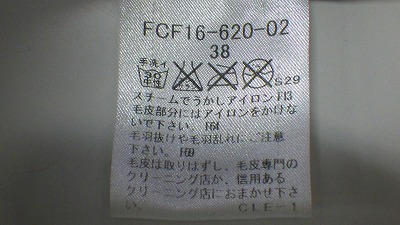 FCF16-620-02
38
手洗イ
30
中性
S29
スチームでうかしアイロンF13
毛皮部分にはアイロンをかけな
いで下さい。F64
毛羽抜けや毛羽乱れにご注意
下さい。F69
毛皮は取りはずし、毛皮専門の
クリーニング店か、信用ある
クリーニング店におまかせ下さ
い。 CLE-1